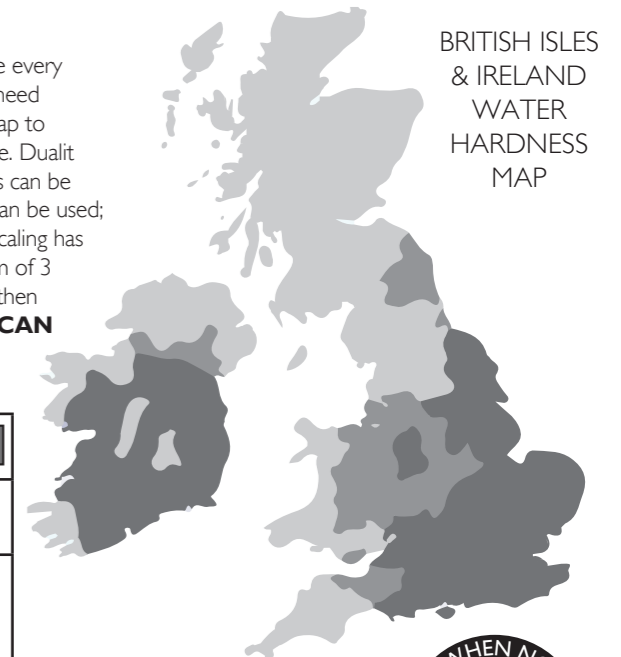 e every
need
ap to
e. Dualit
s can be
an be used;
caling has
n of 3
then
CAN
BRITISH ISLES
& IRELAND
WATER
HARDNESS
MAP
WHEN N